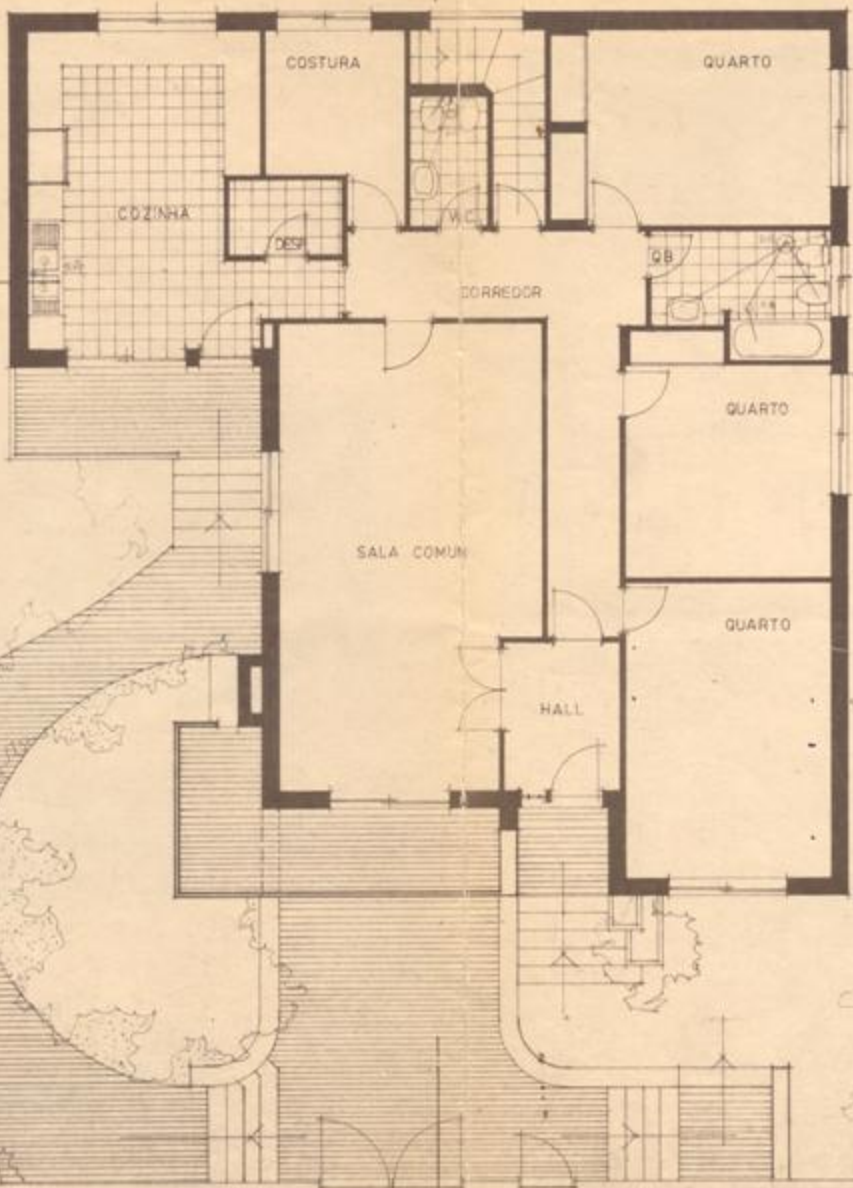 COSTURA
QUARTO
COZINHA
W.C.
DESP.
QB
CORREDOR
QUARTO
SALA COMUM
QUARTO
HALL